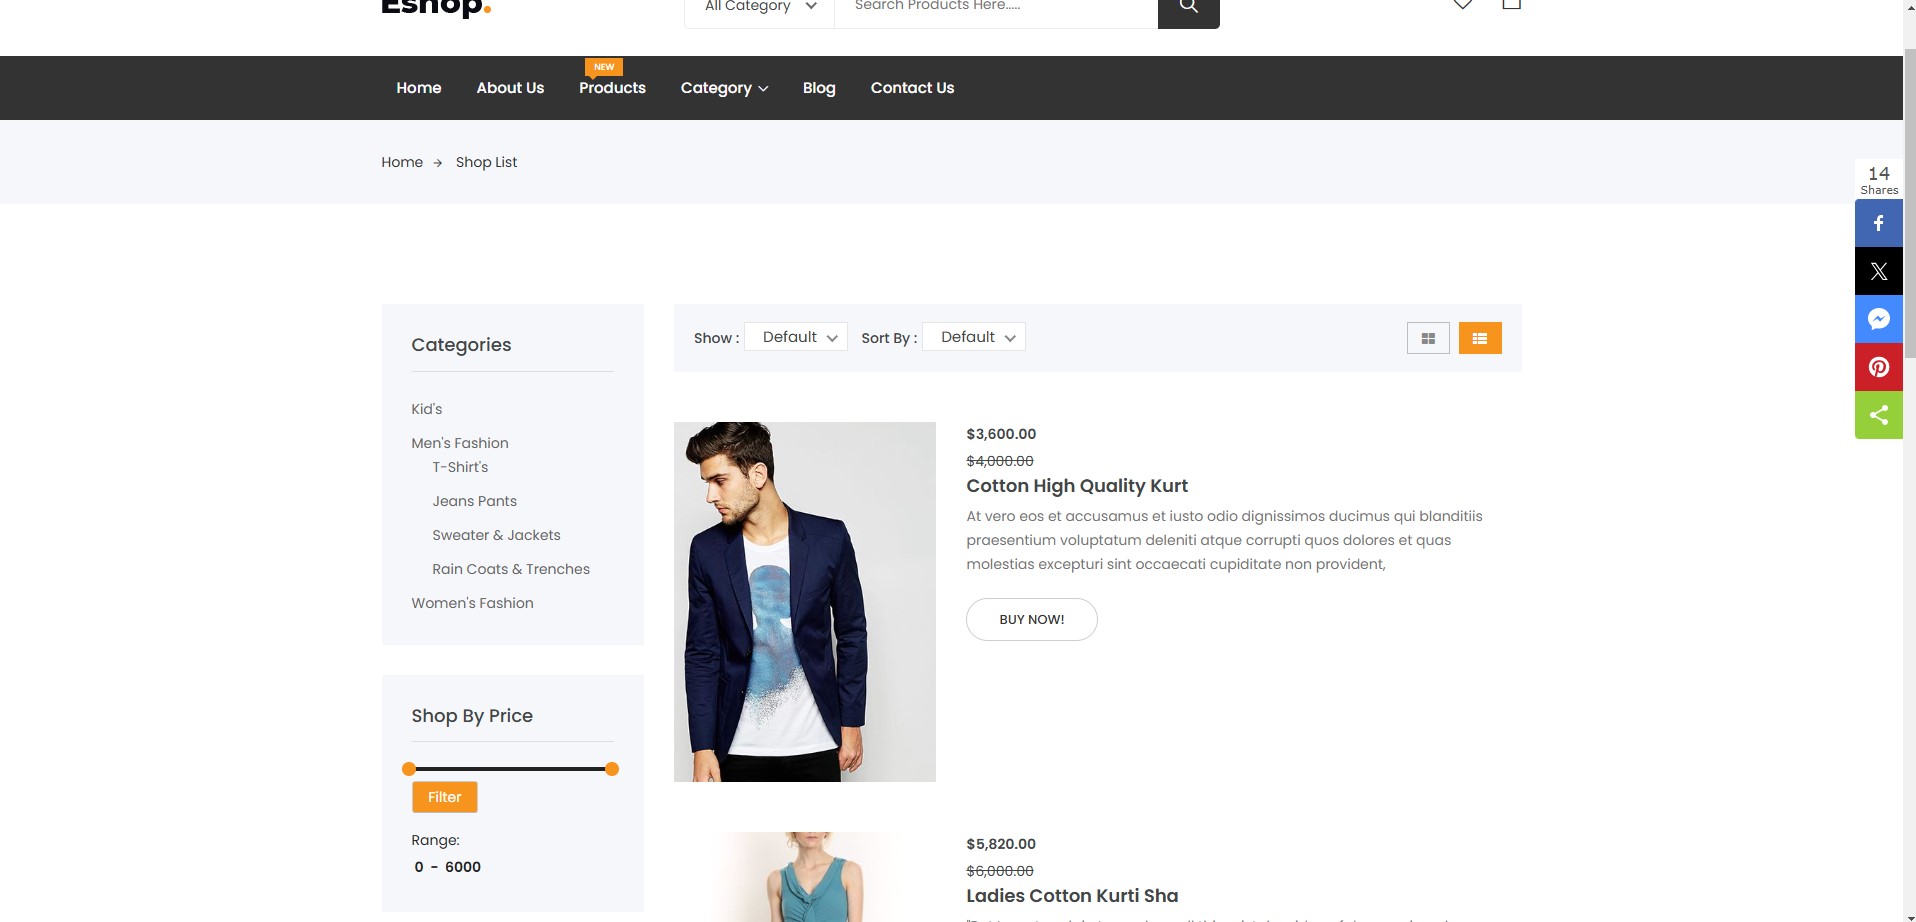 Eshop.
All Category
Search Products Here.....
NEW
Home
About Us
Products
Category
Blog
Contact Us
Home
Shop List
14
Shares
Categories
Kid's
Men's Fashion
T-Shirt's
Jeans Pants
Sweater & Jackets
Rain Coats & Trenches
Women's Fashion
Shop By Price
Filter
Range:
0 - 6000
Show : Default
Sort By : Default
$3,600.00
$4,000.00
Cotton High Quality Kurt
At vero eos et accusamus et iusto odio dignissimos ducimus qui blanditiis
praesentium voluptatum deleniti atque corrupti quos dolores et quas
molestias excepturi sint occaecati cupiditate non provident,
BUY NOW!
$5,820.00
$6,000.00
Ladies Cotton Kurti Sha